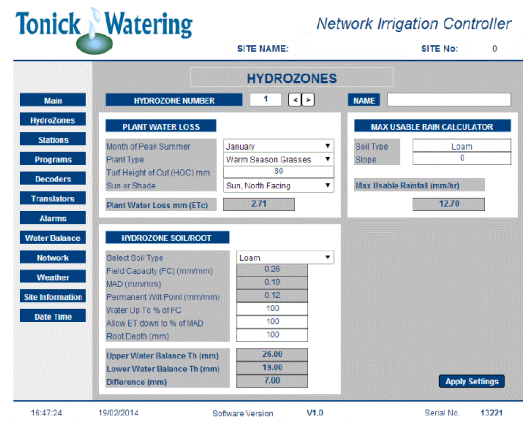 Tonick Watering
Network Irrigation Controller
SITE NAME: SITE No: 0
HYDROZONES
Main
HydroZones
Stations
Programs
Decoders
Translators
Alarms
Water Balance
Network
Weather
Site Information
Date Time
HYDROZONE NUMBER 1 < > NAME
PLANT WATER LOSS
Month of Peak Summer January
Plant Type Warm Season Grasses
Turf Height of Cut (HOC) mm 80
Sun or Shade Sun, North Facing
Plant Water Loss mm (ETc) 2.71
MAX USABLE RAIN CALCULATOR
Soil Type Loam
Slope 0
Max Usable Rainfall (mm/hr)
12.70
HYDROZONE SOIL/ROOT
Select Soil Type Loam
Field Capacity (FC) (mm/mm) 0.26
MAD (mm/mm) 0.19
Permanent Wilt Point (mm/mm) 0.12
Water Up To % of FC 100
Allow ET down to % of MAD 100
Root Depth (mm) 100
Upper Water Balance Th (mm) 26.00
Lower Water Balance Th (mm) 19.00
Difference (mm) 7.00
Apply Settings
16:47:24 19/02/2014 Software Version V1.0 Serial No. 13221